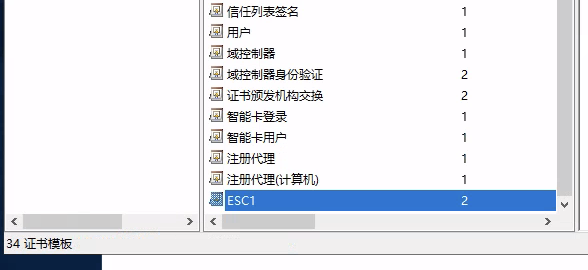 信任列表签名 1
用户 1
域控制器 1
域控制器身份验证 2
证书颁发机构交换 2
智能卡登录 1
智能卡用户 1
注册代理 1
注册代理(计算机) 1
ESC1 2
34 证书模板